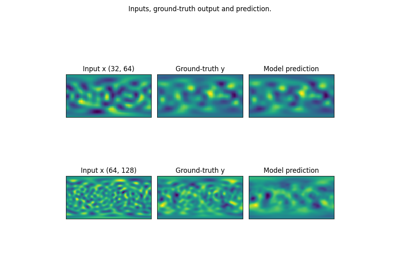 Inputs, ground-truth output and prediction.
Input x (32, 64)
Ground-truth y
Model prediction
Input x (64, 128)
Ground-truth y
Model prediction